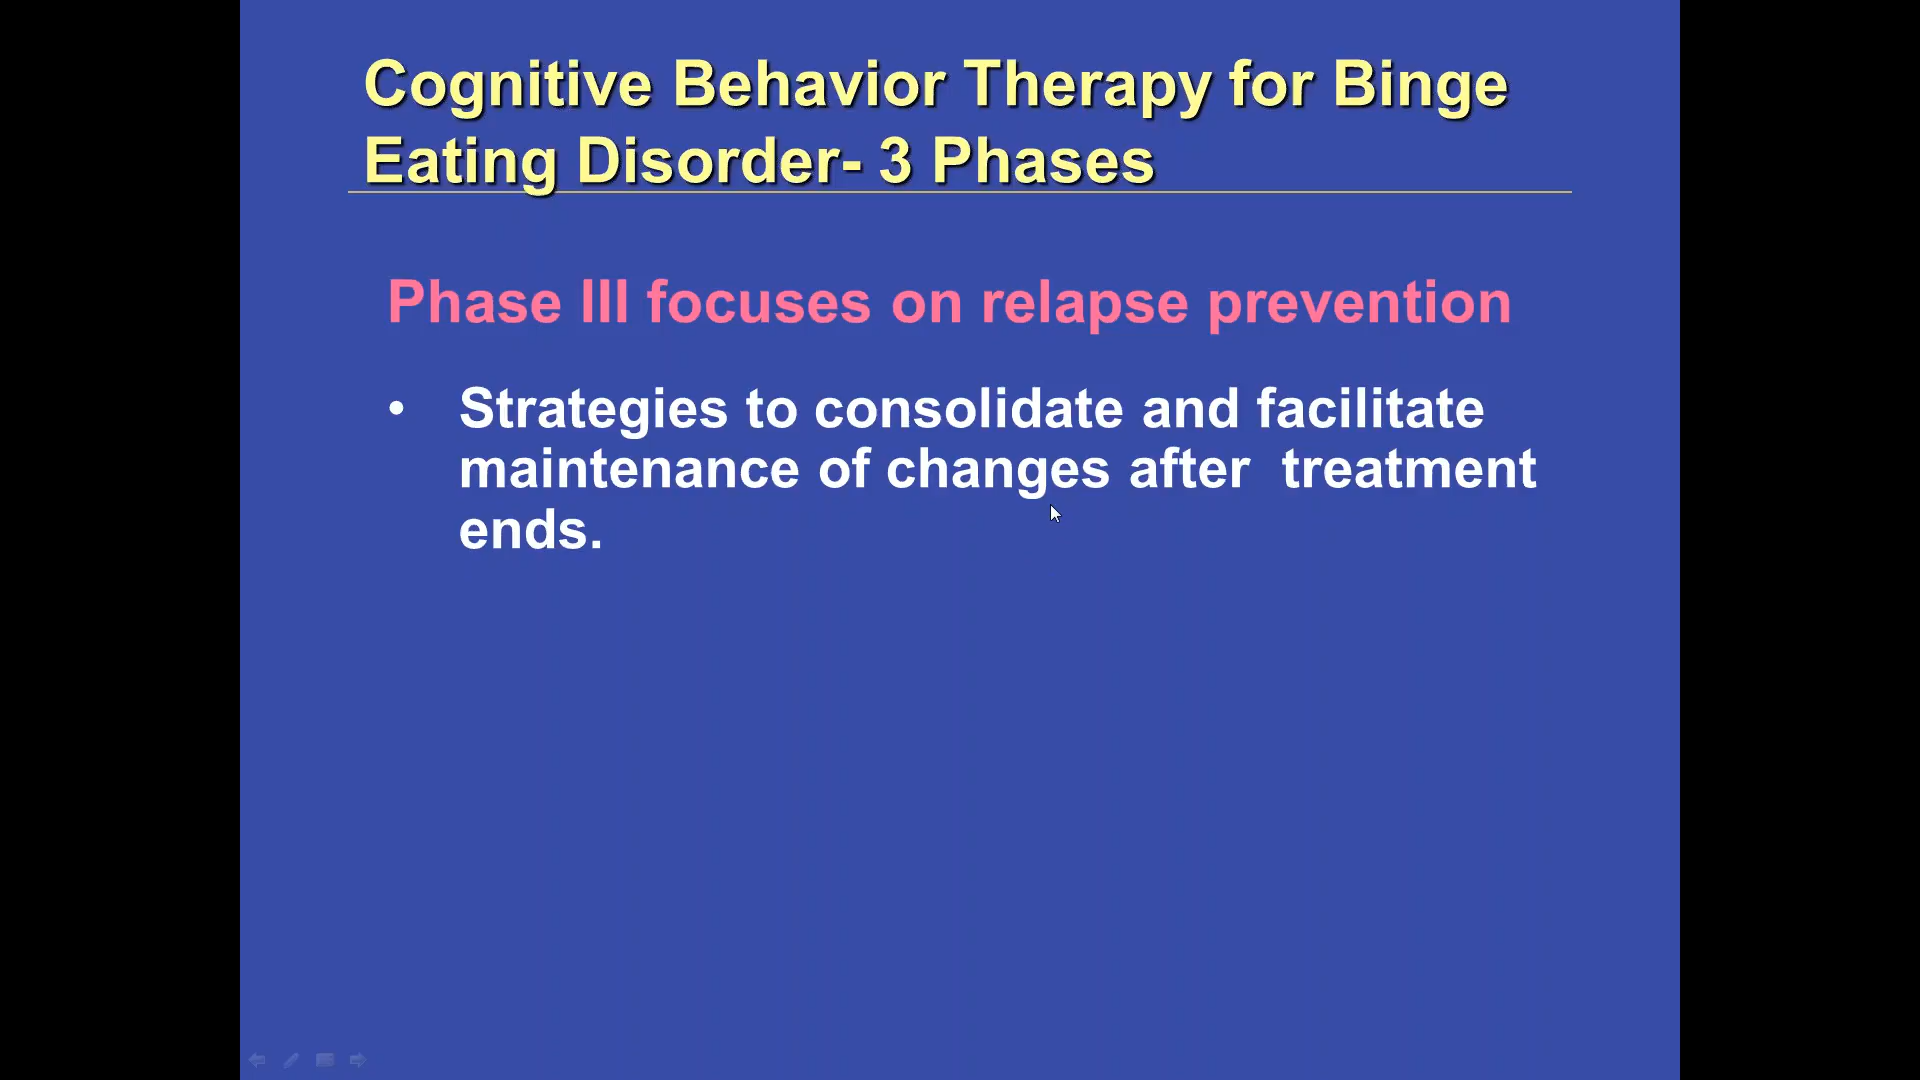 Cognitive Behavior Therapy for Binge
Eating Disorder- 3 Phases
Phase III focuses on relapse prevention
• Strategies to consolidate and facilitate
maintenance of changes after  treatment
ends.